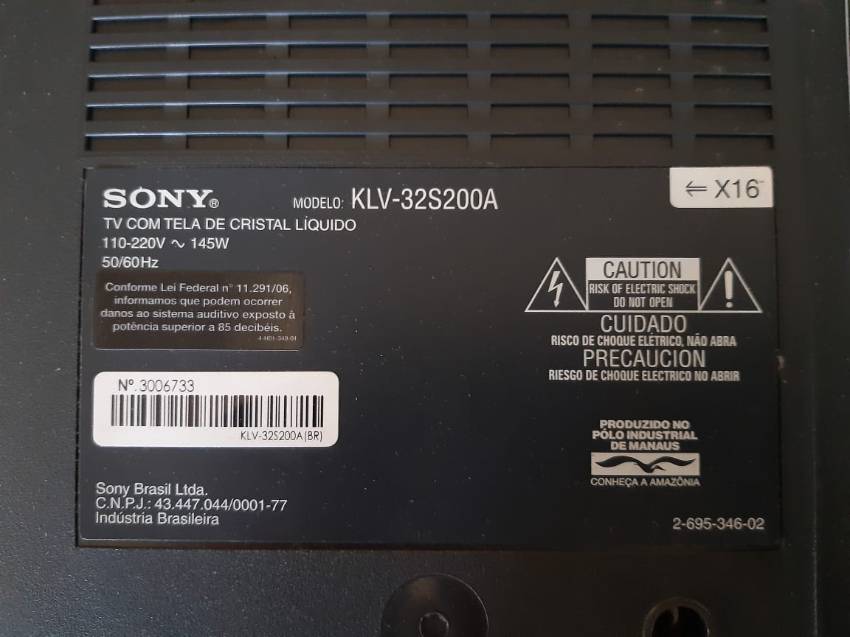 SONY®
MODELO: KLV-32S200A
⇐ X16
TV COM TELA DE CRISTAL LÍQUIDO
110-220V ~ 145W
50/60Hz
Conforme Lei Federal n° 11.291/06,
informamos que podem ocorrer
danos ao sistema auditivo exposto à
potência superior a 85 decibéis.
CAUTION
RISK OF ELECTRIC SHOCK
DO NOT OPEN
CUIDADO
RISCO DE CHOQUE ELÉTRICO, NÃO ABRA
PRECAUCION
RIESGO DE CHOQUE ELECTRICO NO ABRIR
Nº.3006733
KLV-32S200A(BR)
PRODUZIDO NO
PÓLO INDUSTRIAL
DE MANAUS
CONHEÇA A AMAZÔNIA
Sony Brasil Ltda.
C.N.P.J.: 43.447.044/0001-77
Indústria Brasileira
2-695-346-02